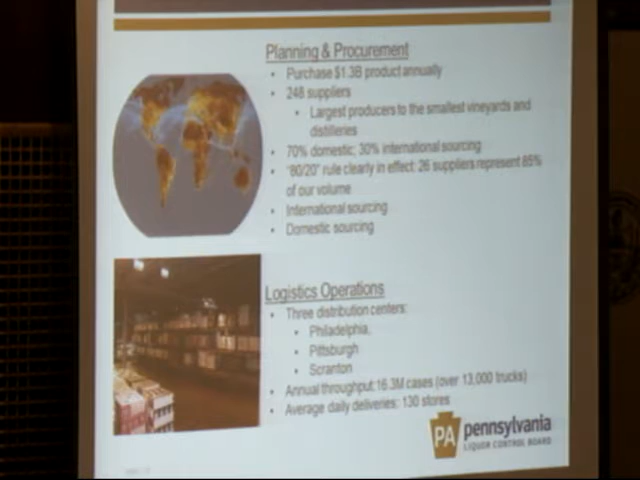 Planning & Procurement
• Purchase $1.3B product annually
• 248 suppliers
• Largest producers to the smallest vineyards and
distilleries
• 70% domestic; 30% international sourcing
• "80/20" rule clearly in effect: 26 suppliers represent 85%
of our volume
• International sourcing
• Domestic sourcing
Logistics Operations
• Three distribution centers:
• Philadelphia,
• Pittsburgh
• Scranton
• Annual throughput:16.3M cases (over 13,000 trucks)
• Average daily deliveries: 130 stores
PA pennsylvania
LIQUOR CONTROL BOARD